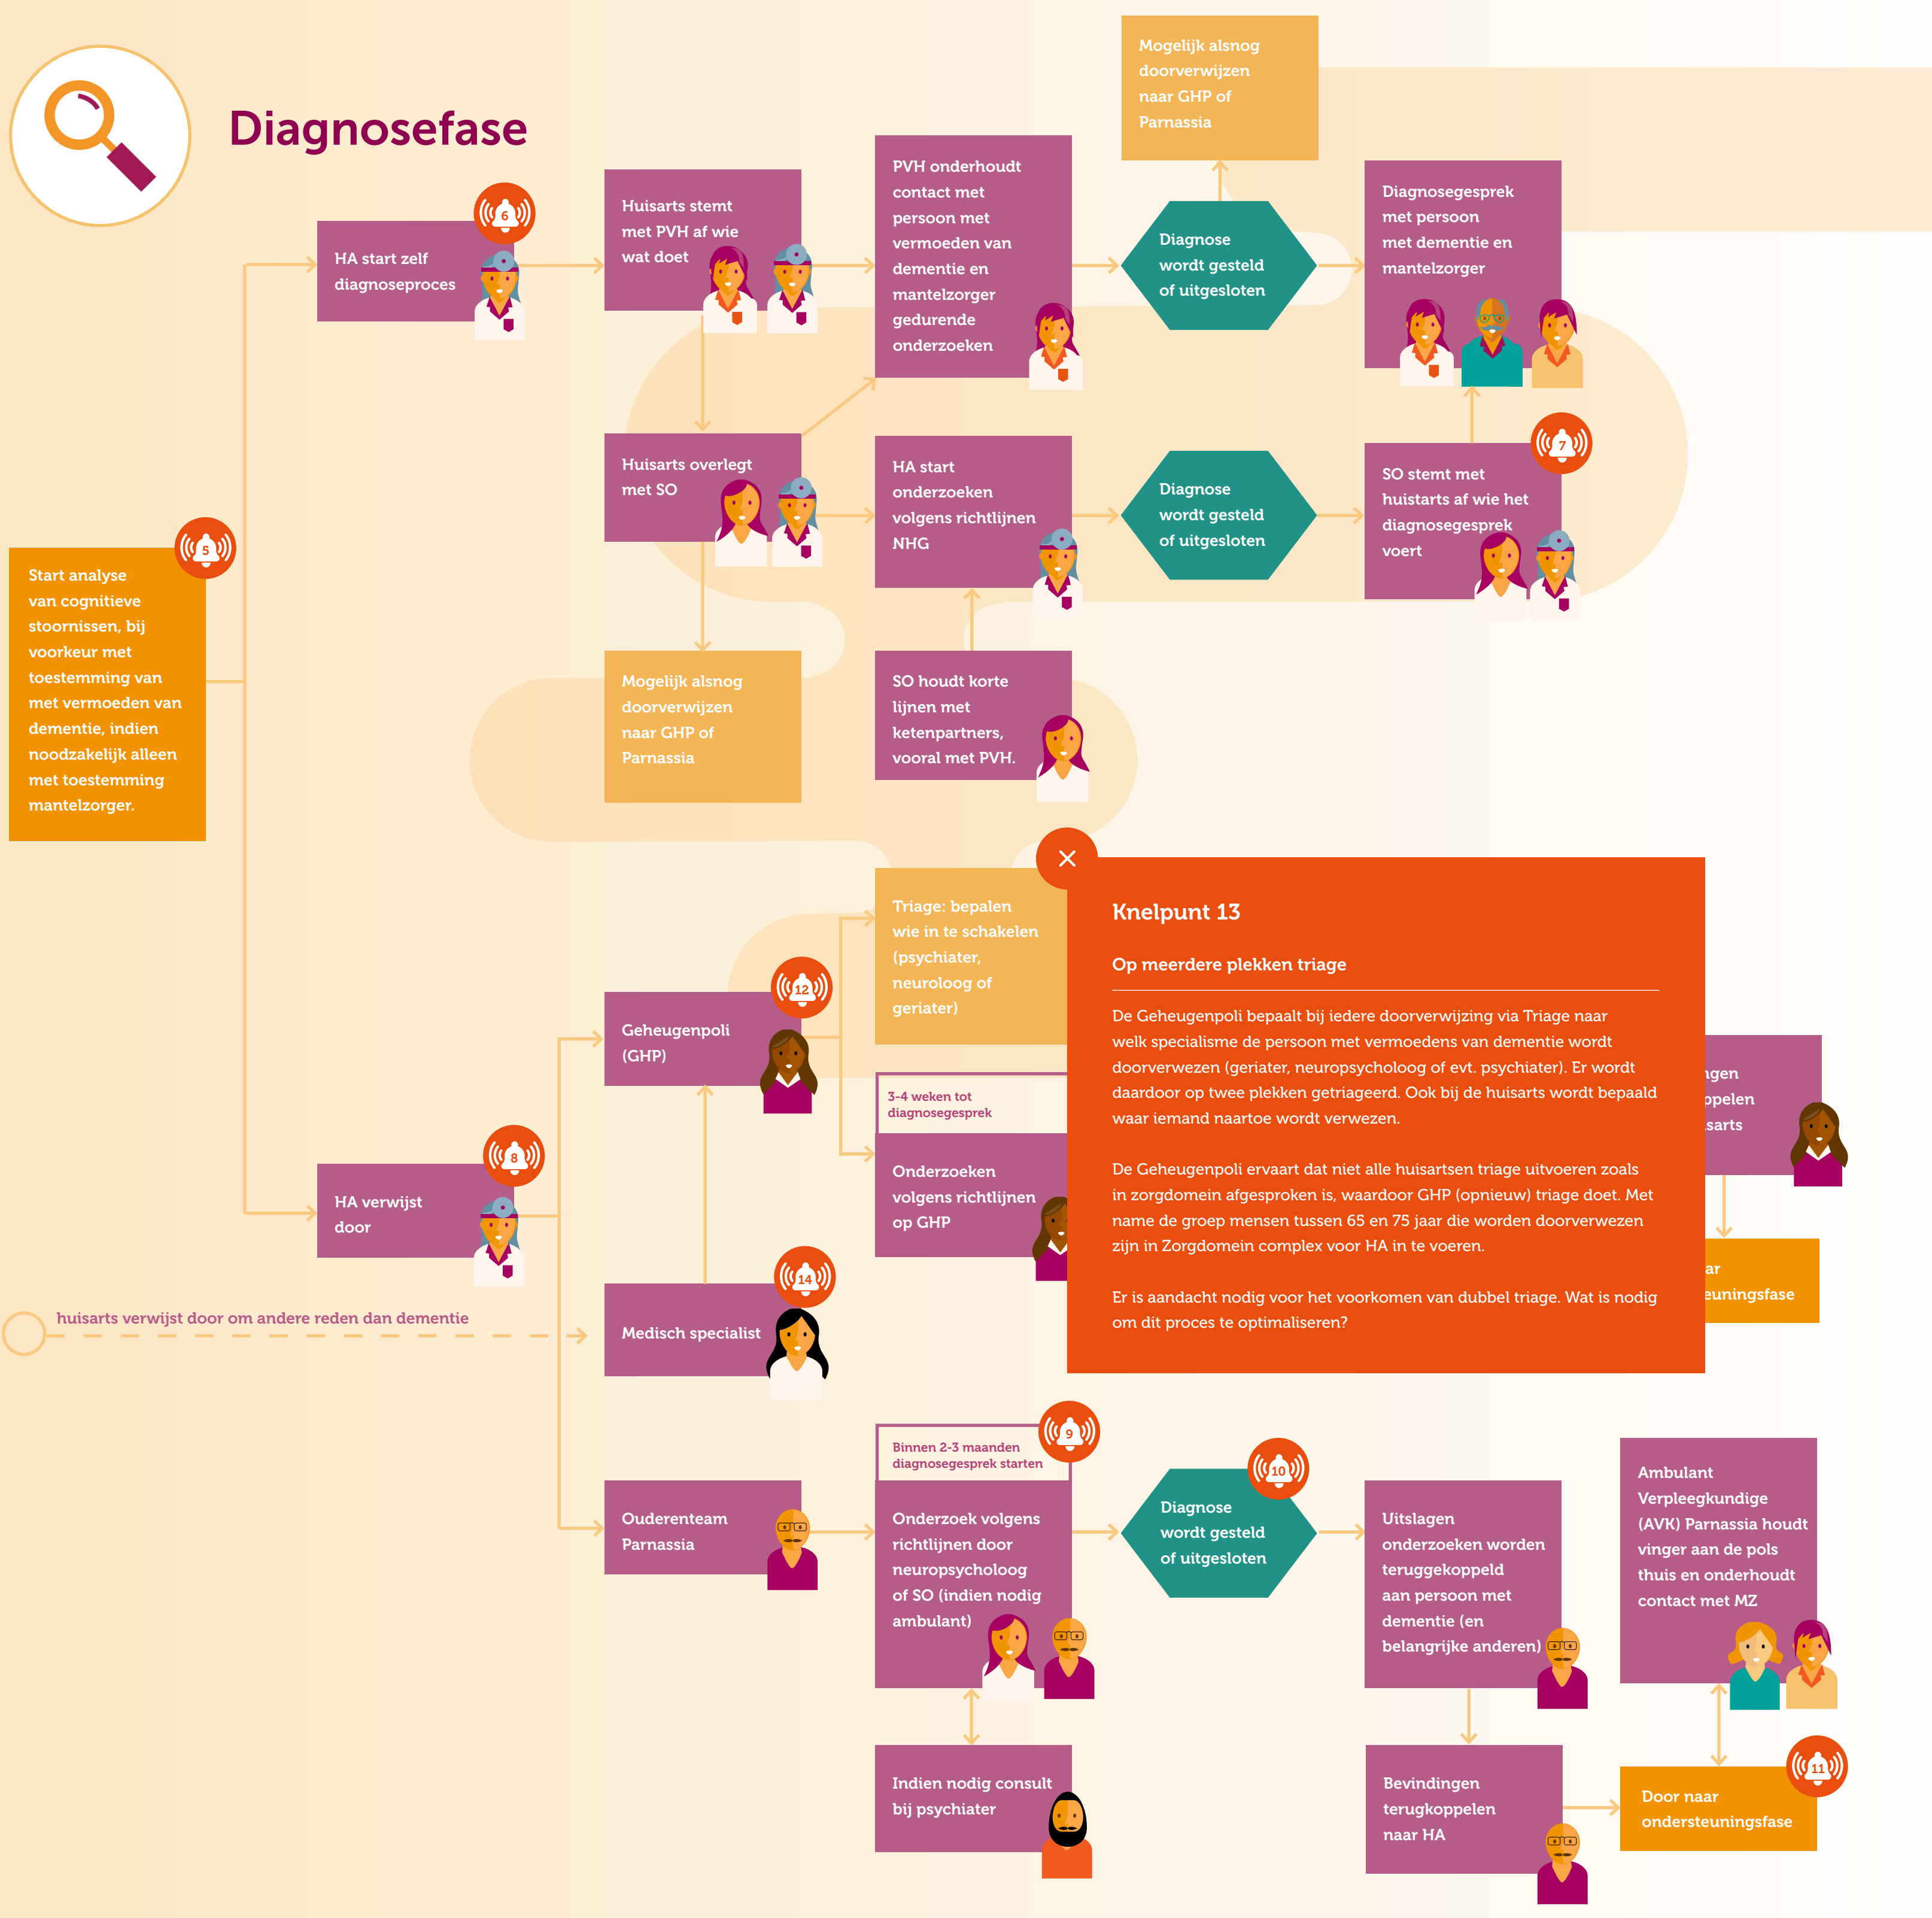 Diagnosefase
Mogelijk alsnog
doorverwijzen
naar GHP of
Parnassia
5
Start analyse
van cognitieve
stoornissen, bij
voorkeur met
toestemming van
met vermoeden van
dementie, indien
noodzakelijk alleen
met toestemming
mantelzorger.
6
HA start zelf
diagnoseproces
Huisarts stemt
met PVH af wie
wat doet
PVH onderhoudt
contact met
persoon met
vermoeden van
dementie en
mantelzorger
gedurende
onderzoeken
Diagnose
wordt gesteld
of uitgesloten
Diagnosegesprek
met persoon
met dementie en
mantelzorger
Huisarts overlegt
met SO
HA start
onderzoeken
volgens richtlijnen
NHG
Diagnose
wordt gesteld
of uitgesloten
7
SO stemt met
huistarts af wie het
diagnosegesprek
voert
Mogelijk alsnog
doorverwijzen
naar GHP of
Parnassia
SO houdt korte
lijnen met
ketenpartners,
vooral met PVH.
8
HA verwijst
door
12
Geheugenpoli
(GHP)
Triage: bepalen
wie in te schakelen
(psychiater,
neuroloog of
geriater)
3-4 weken tot
diagnosegesprek
Onderzoeken
volgens richtlijnen
op GHP
Knelpunt 13
Op meerdere plekken triage
De Geheugenpoli bepaalt bij iedere doorverwijzing via Triage naar
welk specialisme de persoon met vermoedens van dementie wordt
doorverwezen (geriater, neuropsycholoog of evt. psychiater). Er wordt
daardoor op twee plekken getriageerd. Ook bij de huisarts wordt bepaald
waar iemand naartoe wordt verwezen.
De Geheugenpoli ervaart dat niet alle huisartsen triage uitvoeren zoals
in zorgdomein afgesproken is, waardoor GHP (opnieuw) triage doet. Met
name de groep mensen tussen 65 en 75 jaar die worden doorverwezen
zijn in Zorgdomein complex voor HA in te voeren.
Er is aandacht nodig voor het voorkomen van dubbel triage. Wat is nodig
om dit proces te optimaliseren?
huisarts verwijst door om andere reden dan dementie
14
Medisch specialist
Ouderenteam
Parnassia
9
Binnen 2-3 maanden
diagnosegesprek starten
Onderzoek volgens
richtlijnen door
neuropsycholoog
of SO (indien nodig
ambulant)
10
Diagnose
wordt gesteld
of uitgesloten
Uitslagen
onderzoeken worden
teruggekoppeld
aan persoon met
dementie (en
belangrijke anderen)
Ambulant
Verpleegkundige
(AVK) Parnassia houdt
vinger aan de pols
thuis en onderhoudt
contact met MZ
Indien nodig consult
bij psychiater
Bevindingen
terugkoppelen
naar HA
11
Door naar
ondersteuningsfase